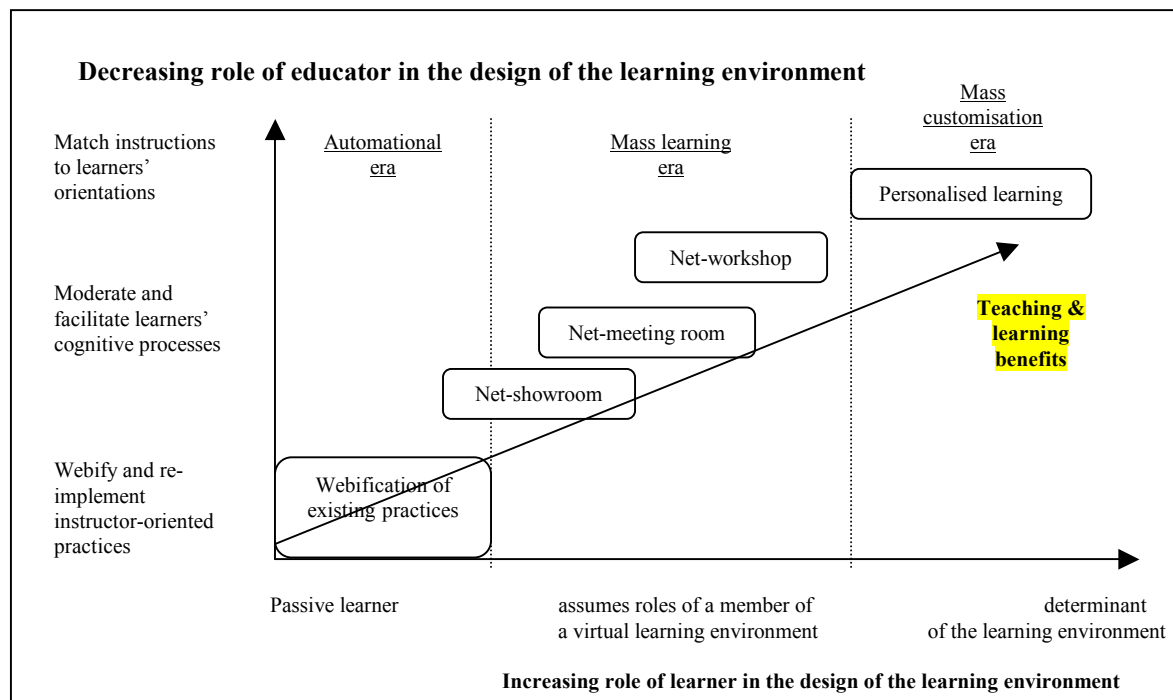 Decreasing role of educator in the design of the learning environment
Match instructions
to learners’
orientations
Automational
era
Mass learning
era
Mass
customisation
era
Personalised learning
Net-workshop
Moderate and
facilitate learners’
cognitive processes
Net-meeting room
Teaching &
learning
benefits
Net-showroom
Webify and re-
implement
instructor-oriented
practices
Webification of
existing practices
Passive learner
assumes roles of a member of
a virtual learning environment
determinant
of the learning environment
Increasing role of learner in the design of the learning environment